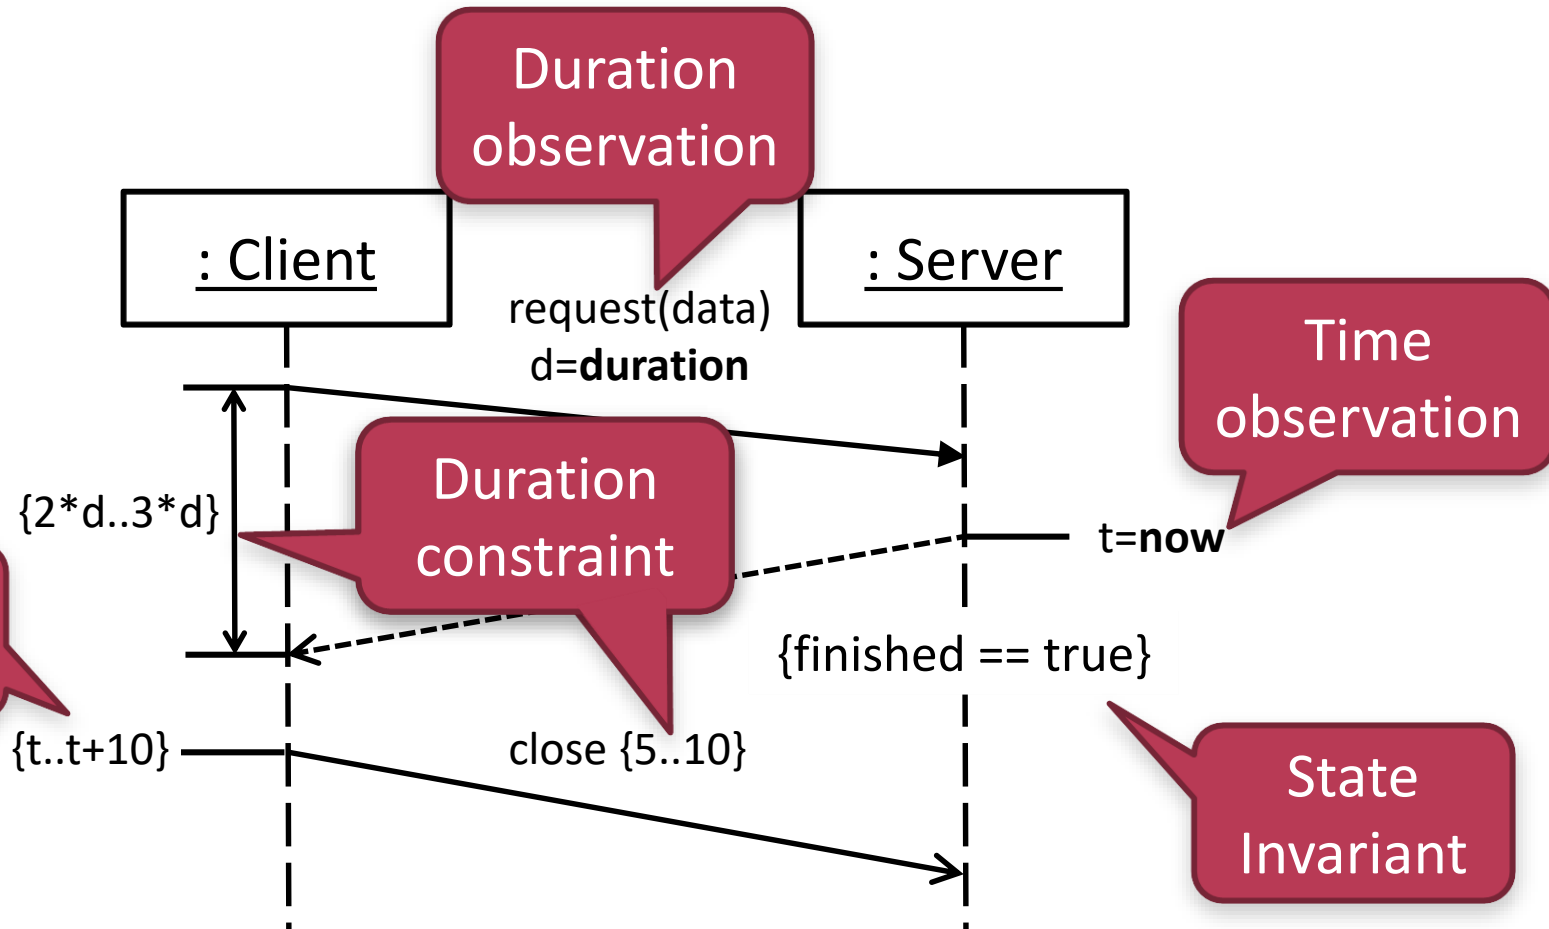 Duration
observation
: Client
: Server
request(data)
d=duration
Time
observation
Duration
constraint
{2*d..3*d}
t=now
{finished == true}
{t..t+10}
close {5..10}
State
Invariant